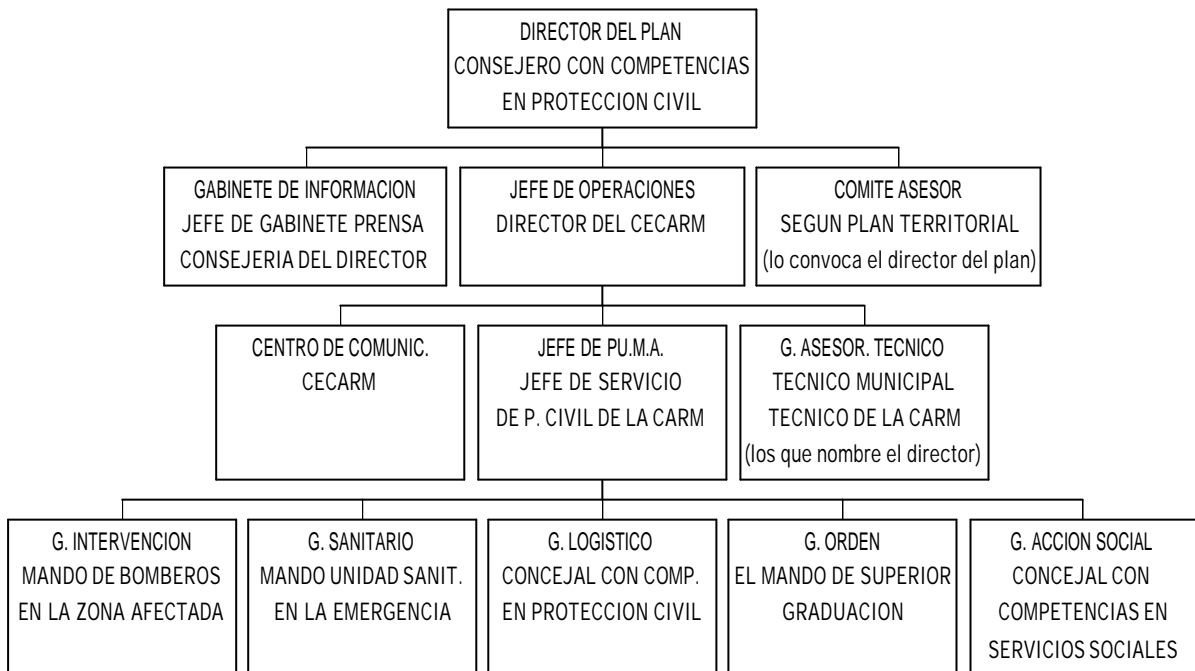 DIRECTOR DEL PLAN
CONSEJERO CON COMPETENCIAS
EN PROTECCION CIVIL
GABINETE DE INFORMACION
JEFE DE GABINETE PRENSA
CONSEJERIA DEL DIRECTOR
JEFE DE OPERACIONES
DIRECTOR DEL CECARM
COMITE ASESOR
SEGUN PLAN TERRITORIAL
(lo convoca el director del plan)
CENTRO DE COMUNIC.
CECARM
JEFE DE PU.M.A.
JEFE DE SERVICIO
DE P. CIVIL DE LA CARM
G. ASESOR. TECNICO
TECNICO MUNICIPAL
TECNICO DE LA CARM
(los que nombre el director)
G. INTERVENCION
MANDO DE BOMBEROS
EN LA ZONA AFECTADA
G. SANITARIO
MANDO UNIDAD SANIT.
EN LA EMERGENCIA
G. LOGISTICO
CONCEJAL CON COMP.
EN PROTECCION CIVIL
G. ORDEN
EL MANDO DE SUPERIOR
GRADUACION
G. ACCION SOCIAL
CONCEJAL CON
COMPETENCIAS EN
SERVICIOS SOCIALES